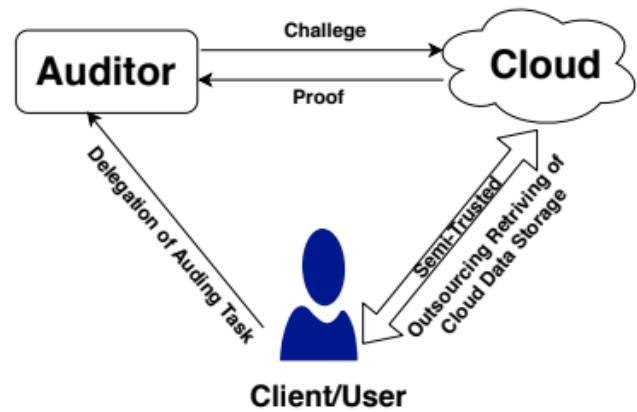 Challege
Auditor
Cloud
Proof
Delegation of Auding Task
Semi-Trusted
Outsourcing Retriving of
Cloud Data Storage
Client/User